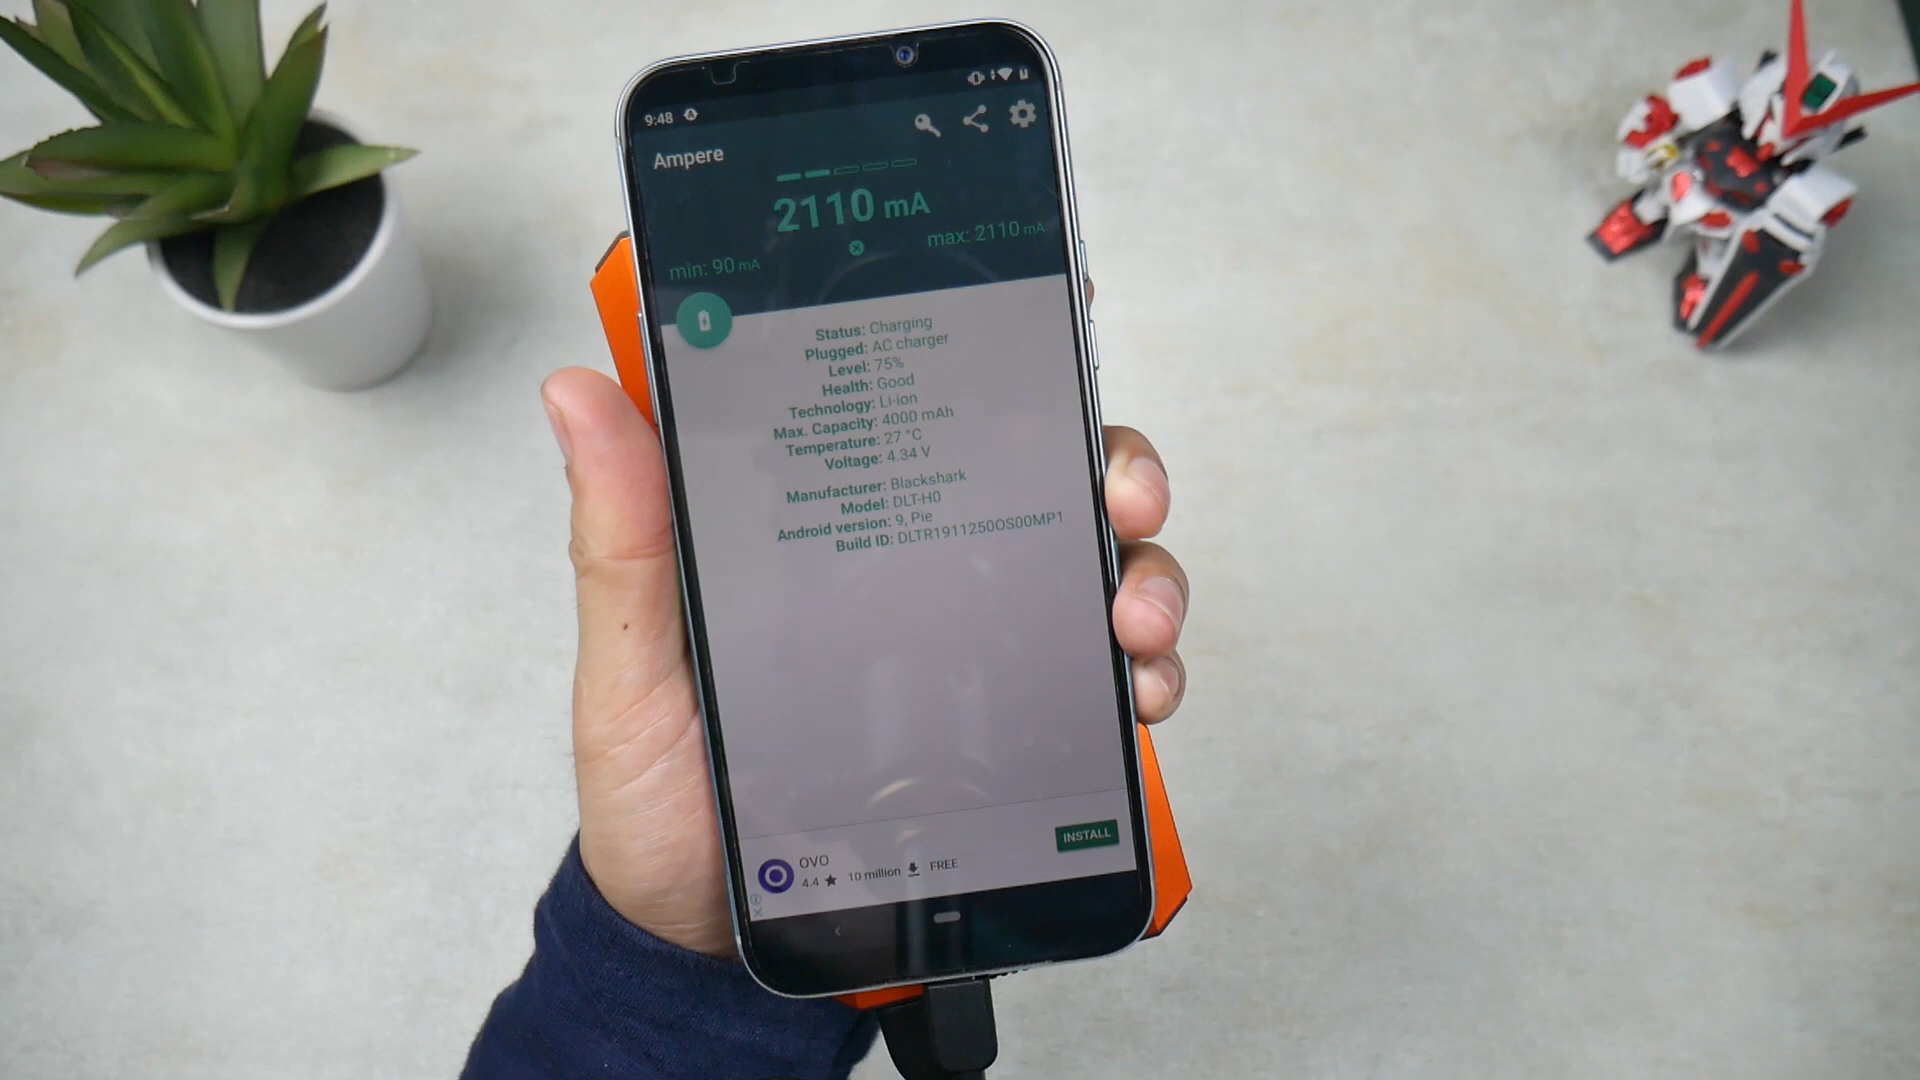 9:48
Ampere
2110 mA
min: 90 mA
max: 2110 mA
Status: Charging
Plugged: AC charger
Level: 75%
Health: Good
Technology: Li-ion
Max. Capacity: 4000 mAh
Temperature: 27 °C
Voltage: 4.34 V
Manufacturer: Blackshark
Model: DLT-H0
Android version: 9, Pie
Build ID: DLTR1911250OS00MP1
OVO
INSTALL
4.4 ★ 10 million FREE